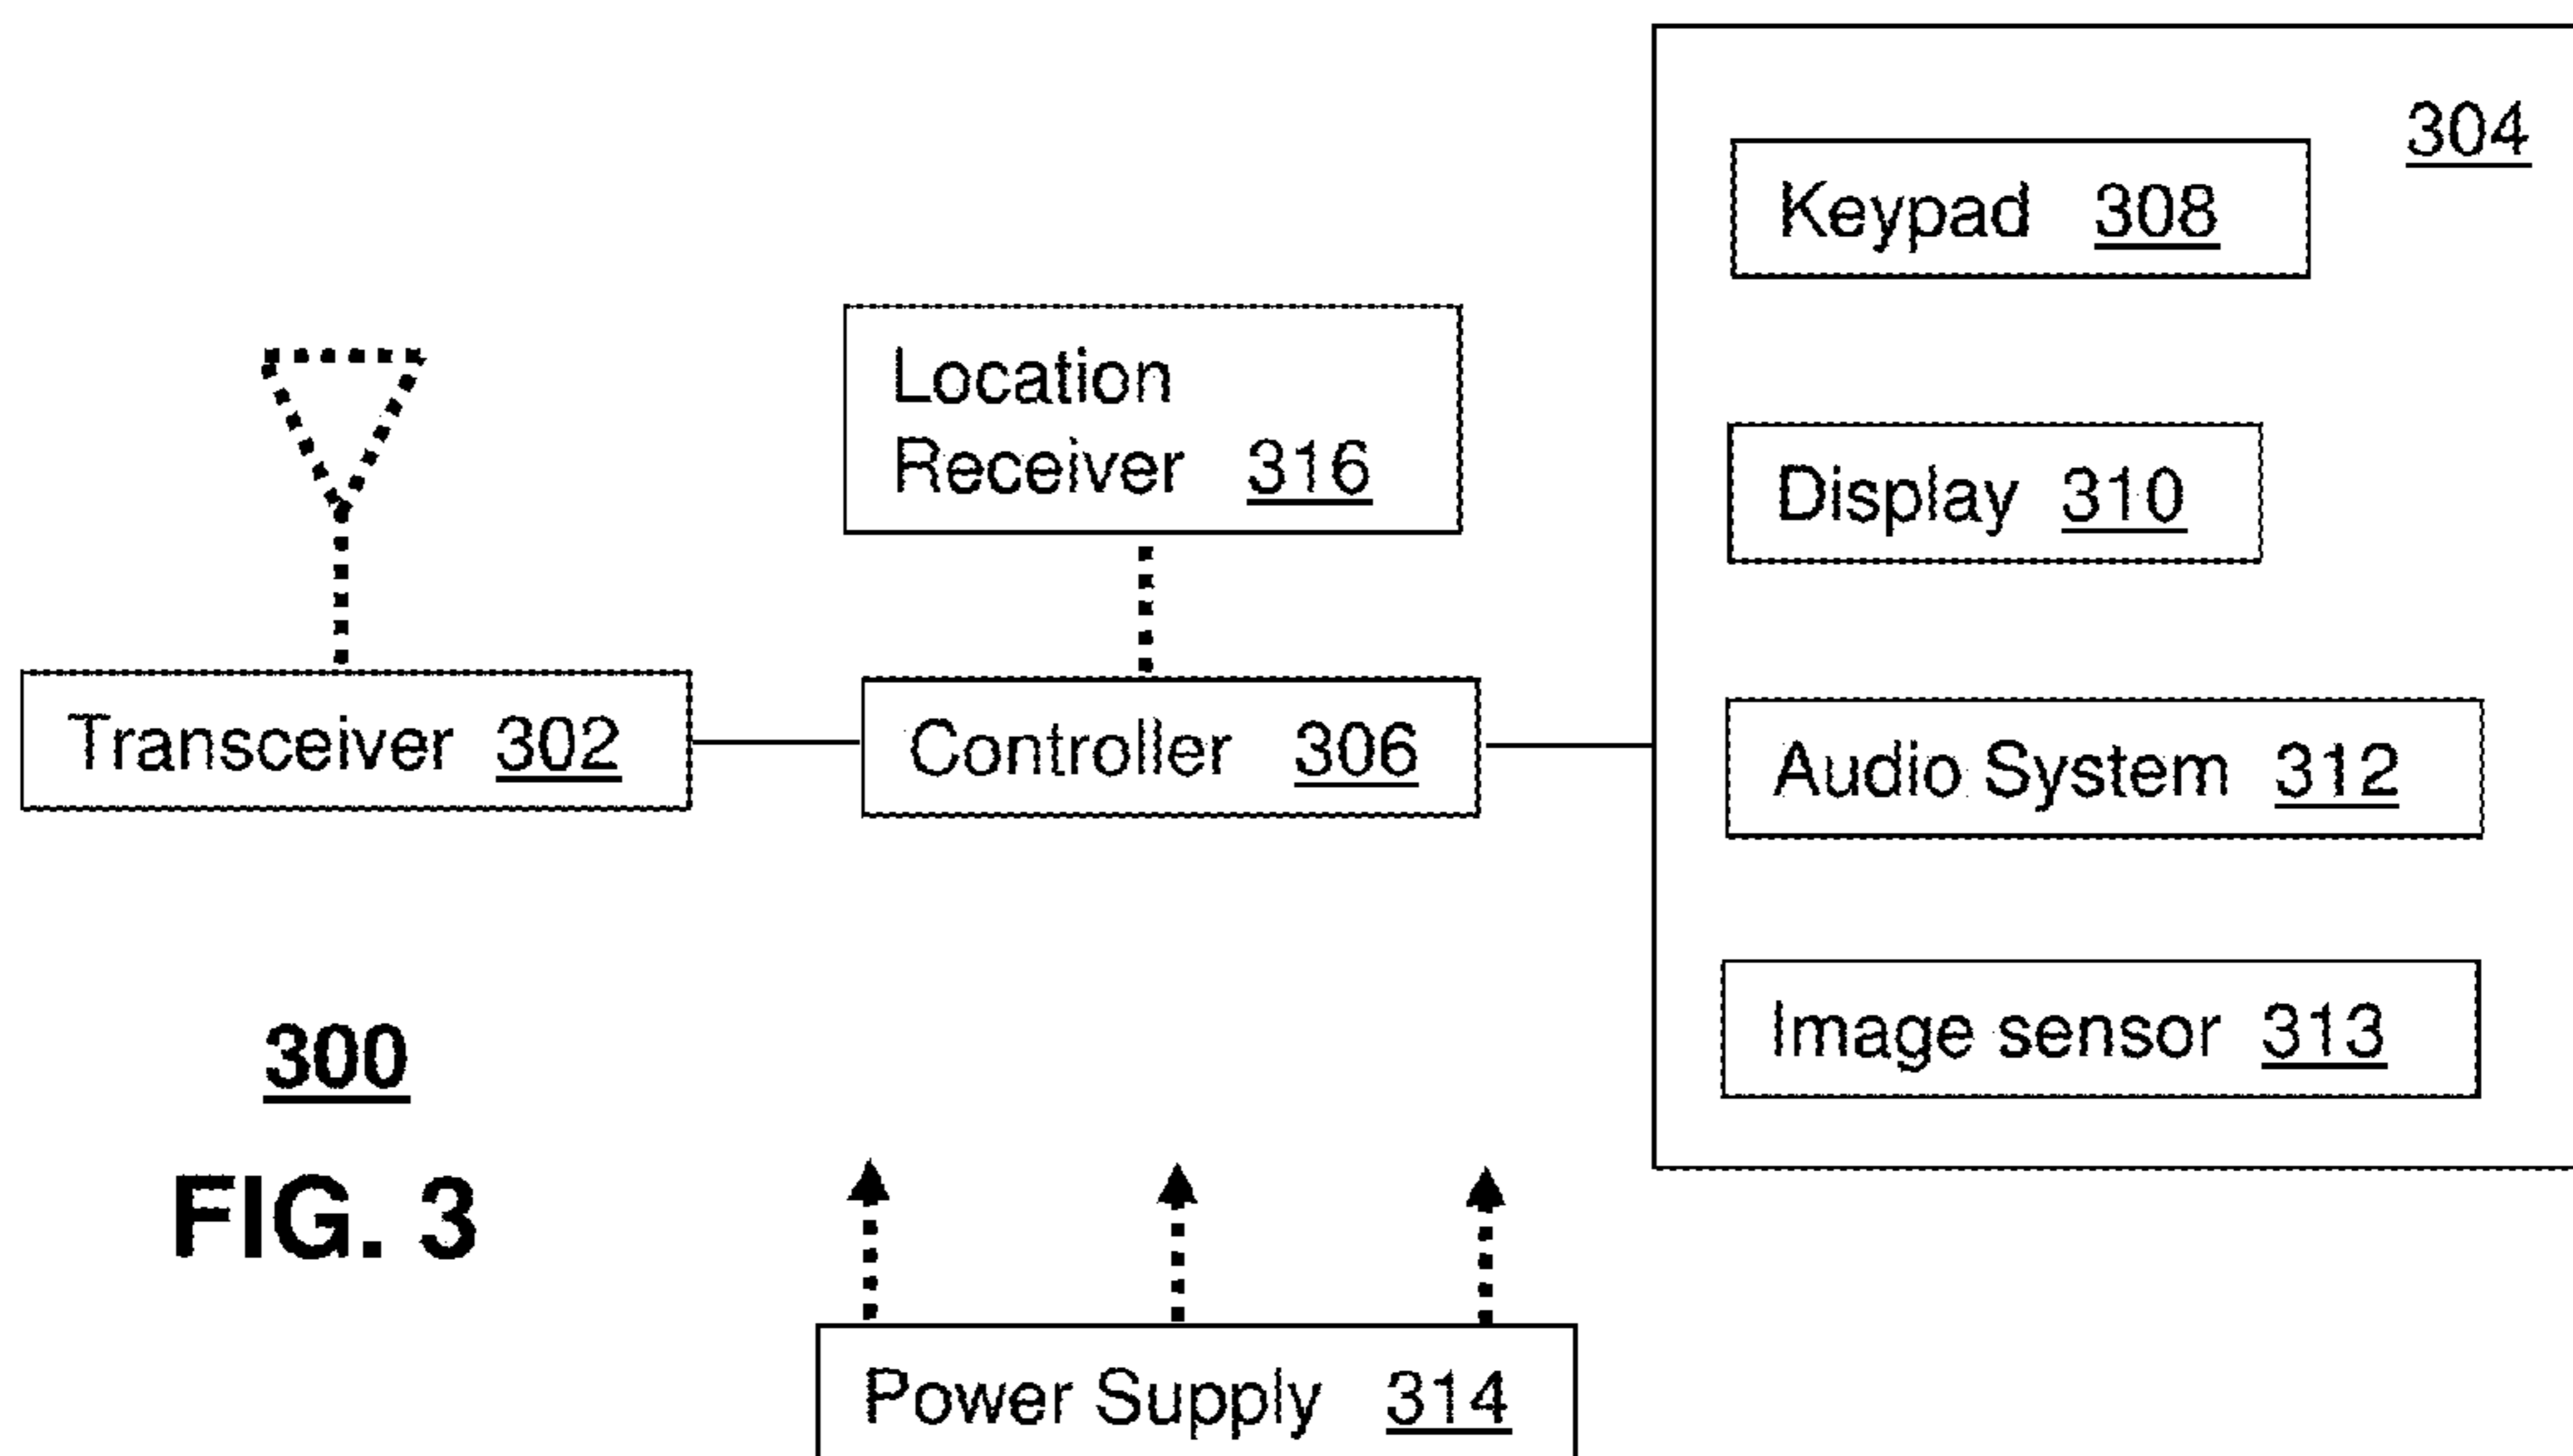 304
Keypad 308
Location
Receiver 316
Display 310
Transceiver 302
Controller 306
Audio System 312
Image sensor 313
300
FIG. 3
Power Supply 314